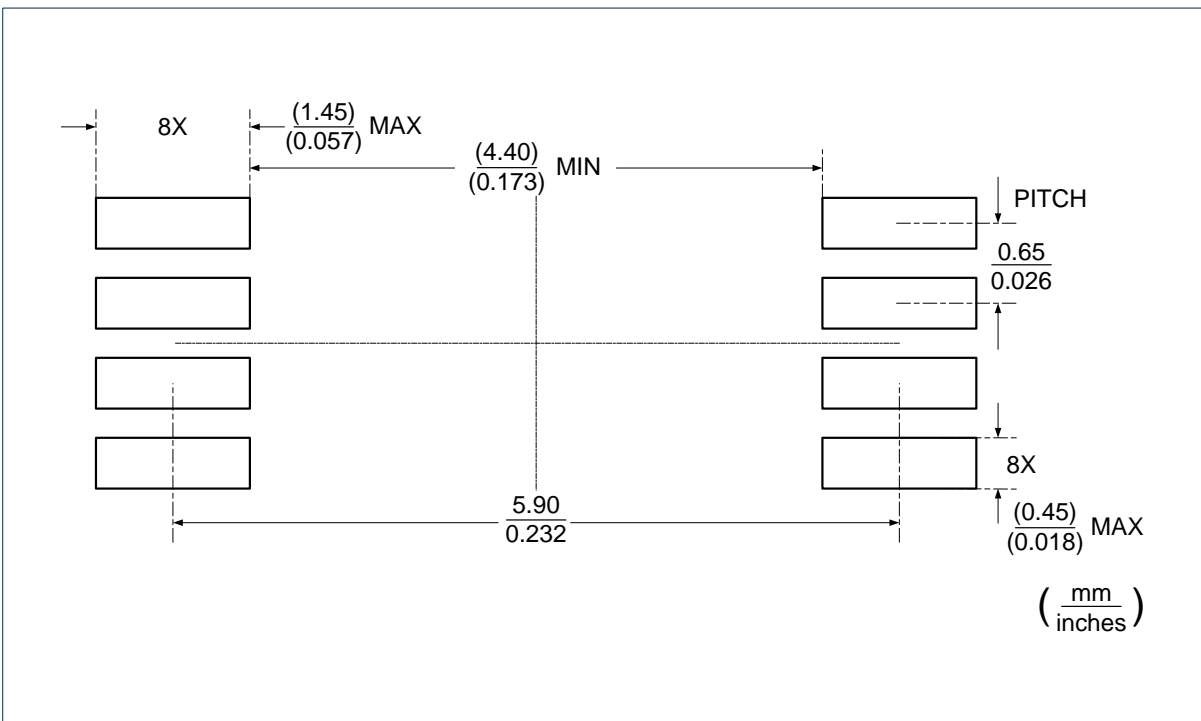 8X
(1.45)
(0.057) MAX
(4.40)
(0.173) MIN
PITCH
0.65
0.026
8X
5.90
0.232
(0.45)
(0.018) MAX
( mm
inches )